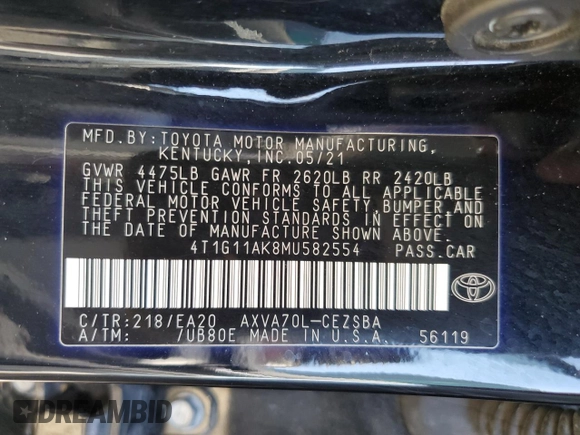 MFD.BY:TOYOTA MOTOR MANUFACTURING,
KENTUCKY,INC.05/21
GVWR 4475LB GAWR FR 2620LB RR 2420LB
THIS VEHICLE CONFORMS TO ALL APPLICABLE
FEDERAL MOTOR VEHICLE SAFETY,BUMPER,AND
THEFT PREVENTION STANDARDS IN EFFECT ON
THE DATE OF MANUFACTURE SHOWN ABOVE.
4T1G11AK8MU582554 PASS.CAR
C/TR:218/EA20 AXVA70L-CEZSBA
A/TM: 7UB80E MADE IN U.S.A. 56119
DREAMBID